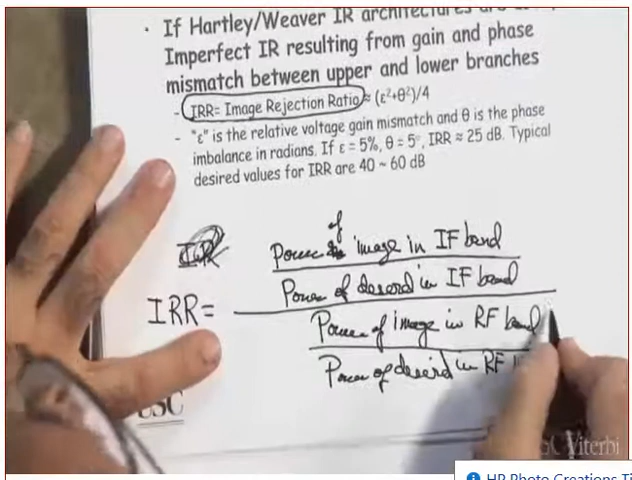 · If Hartley/Weaver IR architectures are
Imperfect IR resulting from gain and phase
mismatch between upper and lower branches
- IRR= Image Rejection Ratio ≈ (ε²+θ²)/4
- "ε" is the relative voltage gain mismatch and θ is the phase
imbalance in radians. If ε = 5%, θ = 5°, IRR ≈ 25 dB. Typical
desired values for IRR are 40 ~ 60 dB
of
Power image in IF band
Power of desired in IF band
IRR=
Power of image in RF band
Power of desired in RF
USC
Viterbi
HP Photo Creations